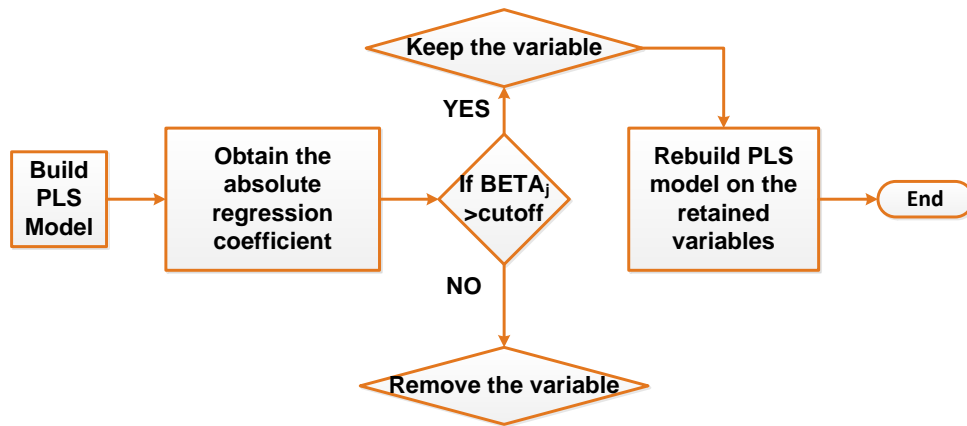 Keep the variable
YES
Build
PLS
Model
Obtain the
absolute
regression
coefficient
If BETAj
>cutoff
Rebuild PLS
model on the
retained
variables
End
NO
Remove the variable